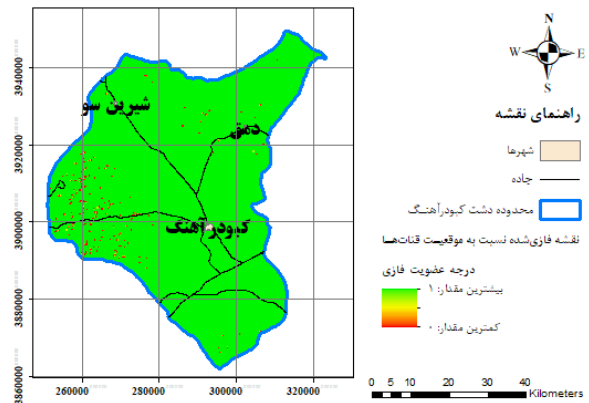 3940000
3920000
3900000
3880000
3860000
260000
280000
300000
320000
شیرین سو
دمق
کبودرآهنگ
N
W
E
S
راهنمای نقشه
شهرها
جاده
محدوده دشت کبودرآهنگ
نقشه فازی‌شده نسبت به موقعیت قنات‌ها
درجه عضویت فازی
بیشترین مقدار: ۱
کمترین مقدار: ۰
0 5 10 20 30 40
Kilometers